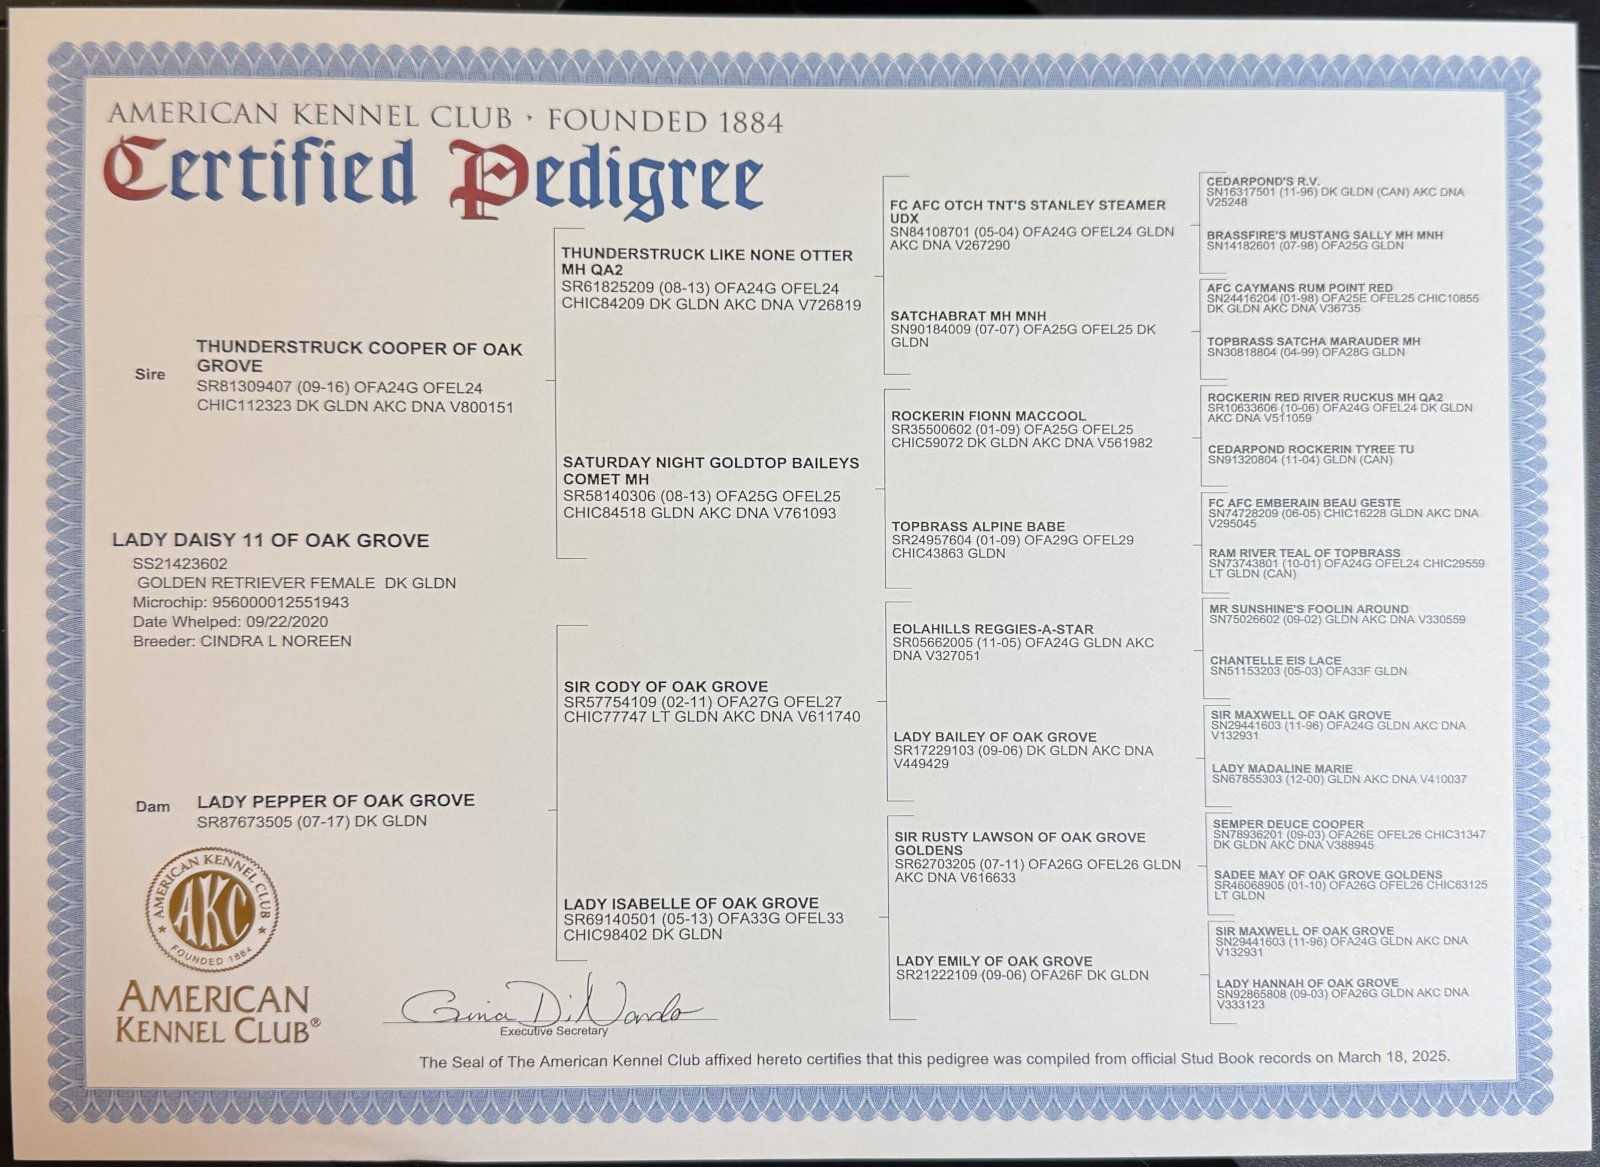 AMERICAN KENNEL CLUB · FOUNDED 1884
Certified Pedigree
Sire
THUNDERSTRUCK COOPER OF OAK
GROVE
SR81309407 (09-16) OFA24G OFEL24
CHIC112323 DK GLDN AKC DNA V800151
LADY DAISY 11 OF OAK GROVE
SS21423602
GOLDEN RETRIEVER FEMALE DK GLDN
Microchip: 956000012551943
Date Whelped: 09/22/2020
Breeder: CINDRA L NOREEN
Dam
LADY PEPPER OF OAK GROVE
SR87673505 (07-17) DK GLDN
THUNDERSTRUCK LIKE NONE OTTER
MH QA2
SR61825209 (08-13) OFA24G OFEL24
CHIC84209 DK GLDN AKC DNA V726819
SATURDAY NIGHT GOLDTOP BAILEYS
COMET MH
SR58140306 (08-13) OFA25G OFEL25
CHIC84518 GLDN AKC DNA V761093
SIR CODY OF OAK GROVE
SR57754109 (02-11) OFA27G OFEL27
CHIC77747 LT GLDN AKC DNA V611740
LADY ISABELLE OF OAK GROVE
SR69140501 (05-13) OFA33G OFEL33
CHIC98402 DK GLDN
FC AFC OTCH TNT'S STANLEY STEAMER
UDX
SN84108701 (05-04) OFA24G OFEL24 GLDN
AKC DNA V267290
SATCHABRAT MH MNH
SN90184009 (07-07) OFA25G OFEL25 DK
GLDN
ROCKERIN FIONN MACCOOL
SR35500602 (01-09) OFA25G OFEL25
CHIC59072 DK GLDN AKC DNA V561982
TOPBRASS ALPINE BABE
SR24957604 (01-09) OFA29G OFEL29
CHIC43863 GLDN
EOLAHILLS REGGIES-A-STAR
SR05662005 (11-05) OFA24G GLDN AKC
DNA V327051
LADY BAILEY OF OAK GROVE
SR17229103 (09-06) DK GLDN AKC DNA
V449429
SIR RUSTY LAWSON OF OAK GROVE
GOLDENS
SR62703205 (07-11) OFA26G OFEL26 GLDN
AKC DNA V616633
LADY EMILY OF OAK GROVE
SR21222109 (09-06) OFA26F DK GLDN
CEDARPOND'S R.V.
SN16317501 (11-96) DK GLDN (CAN) AKC DNA
V25248
BRASSFIRE'S MUSTANG SALLY MH MNH
SN14182601 (07-98) OFA25G GLDN
AFC CAYMANS RUM POINT RED
SN24416204 (01-98) OFA25E OFEL25 CHIC10855
DK GLDN AKC DNA V36735
TOPBRASS SATCHA MARAUDER MH
SN30818804 (04-99) OFA28G GLDN
ROCKERIN RED RIVER RUCKUS MH QA2
SR10633606 (10-06) OFA24G OFEL24 DK GLDN
AKC DNA V511059
CEDARPOND ROCKERIN TYREE TU
SN91320804 (11-04) GLDN (CAN)
FC AFC EMBERAIN BEAU GESTE
SN74728209 (06-05) CHIC16228 GLDN AKC DNA
V295045
RAM RIVER TEAL OF TOPBRASS
SN73743801 (10-01) OFA24G OFEL24 CHIC29559
LT GLDN (CAN)
MR SUNSHINE'S FOOLIN AROUND
SN75026602 (09-02) GLDN AKC DNA V330559
CHANTELLE EIS LACE
SN51153203 (05-03) OFA33F GLDN
SIR MAXWELL OF OAK GROVE
SN29441603 (11-96) OFA24G GLDN AKC DNA
V132931
LADY MADALINE MARIE
SN67855303 (12-00) GLDN AKC DNA V410037
SEMPER DEUCE COOPER
SN78936201 (09-03) OFA26E OFEL26 CHIC31347
DK GLDN AKC DNA V388945
SADEE MAY OF OAK GROVE GOLDENS
SR46068905 (01-10) OFA26G OFEL26 CHIC63125
LT GLDN
SIR MAXWELL OF OAK GROVE
SN29441603 (11-96) OFA24G GLDN AKC DNA
V132931
LADY HANNAH OF OAK GROVE
SN92865808 (09-03) OFA26G GLDN AKC DNA
V333123
AMERICAN KENNEL CLUB
AKC
FOUNDED 1884
AMERICAN
KENNEL CLUB®
Gina DiNardo
Executive Secretary
The Seal of The American Kennel Club affixed hereto certifies that this pedigree was compiled from official Stud Book records on March 18, 2025.